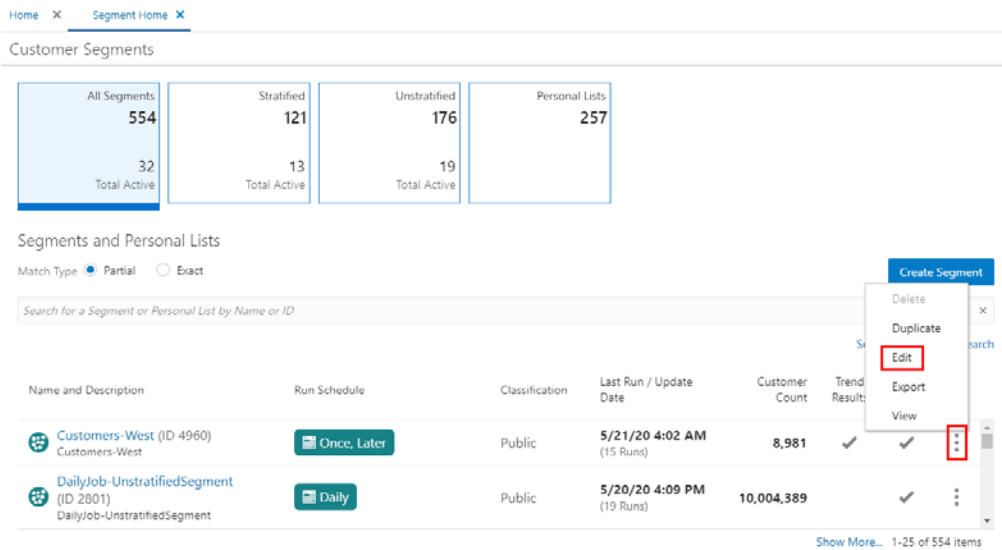 Home ✕ Segment Home ✕
Customer Segments
All Segments
554
32
Total Active
Stratified
121
13
Total Active
Unstratified
176
19
Total Active
Personal Lists
257
Segments and Personal Lists
Match Type Partial Exact
Create Segment
Search for a Segment or Personal List by Name or ID
Delete
Duplicate
Edit
Export
View
Name and Description Run Schedule Classification Last Run / Update Date Customer Count Trend Results
Customers-West (ID 4960) Once, Later Public 5/21/20 4:02 AM 8,981
Customers-West (15 Runs)
DailyJob-UnstratifiedSegment
(ID 2801) Daily Public 5/20/20 4:09 PM 10,004,389
DailyJob-UnstratifiedSegment (19 Runs)
Show More... 1-25 of 554 items